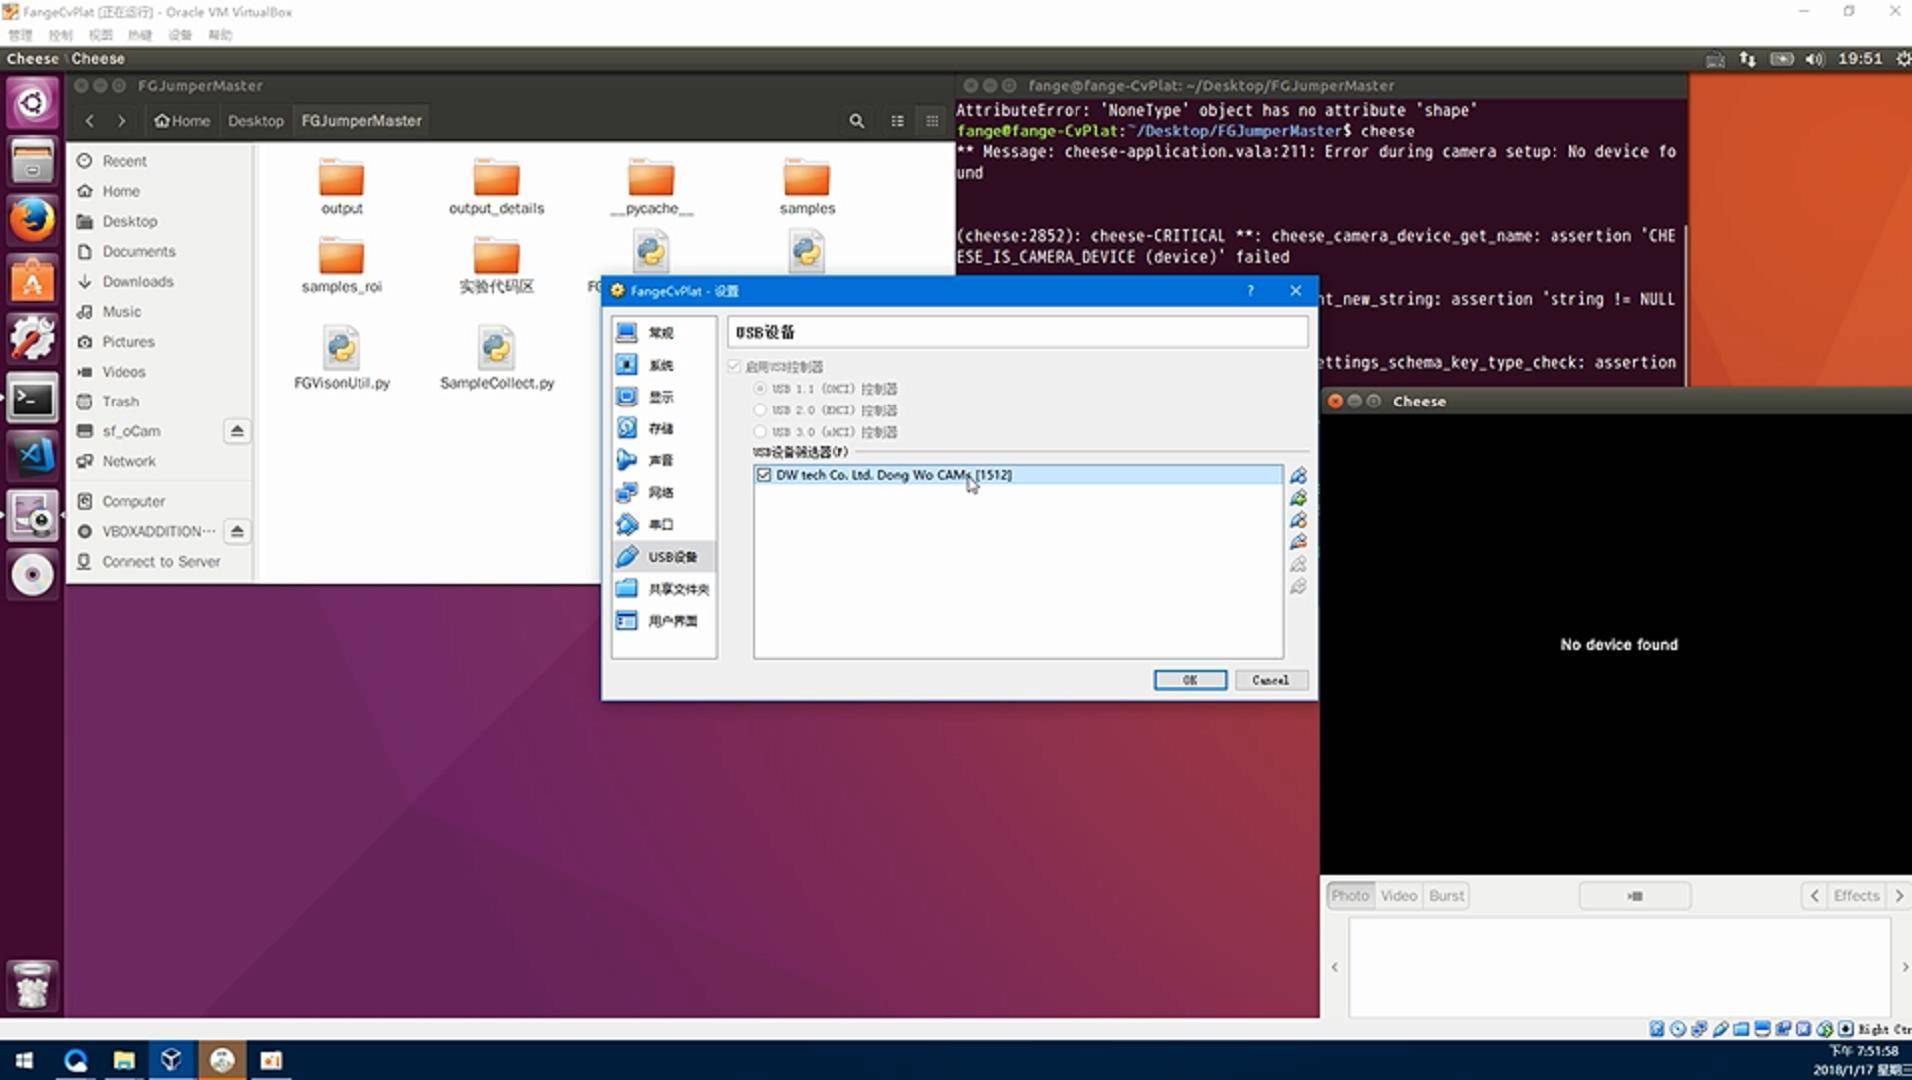 FangeCvPlat [正在运行] - Oracle VM VirtualBox
管理 控制 视图 热键 设备 帮助
Cheese Cheese
19:51
FGJumperMaster
Home Desktop FGJumperMaster
Recent
Home
Desktop
Documents
Downloads
Music
Pictures
Videos
Trash
sf_oCam
Network
Computer
VBOXADDITION···
Connect to Server
output
output_details
__pycache__
samples
samples_roi
实验代码区
FG
FGVisonUtil.py
SampleCollect.py
fange@fange-CvPlat: ~/Desktop/FGJumperMaster
AttributeError: 'NoneType' object has no attribute 'shape'
fange@fange-CvPlat:~/Desktop/FGJumperMaster$ cheese
** Message: cheese-application.vala:211: Error during camera setup: No device fo
und
(cheese:2852): cheese-CRITICAL **: cheese_camera_device_get_name: assertion 'CHE
ESE_IS_CAMERA_DEVICE (device)' failed
nt_new_string: assertion 'string != NULL
ettings_schema_key_type_check: assertion
FangeCvPlat - 设置
?
常规
系统
显示
存储
声音
网络
串口
USB设备
共享文件夹
用户界面
USB设备
启用USB控制器
USB 1.1 (OHCI) 控制器
USB 2.0 (EHCI) 控制器
USB 3.0 (xHCI) 控制器
USB设备筛选器(F)
DW tech Co. Ltd. Dong Wo CAMs [1512]
OK
Cancel
Cheese
No device found
Photo Video Burst
Effects
Right Ctr
下午 7:51:58
2018/1/17 星期三